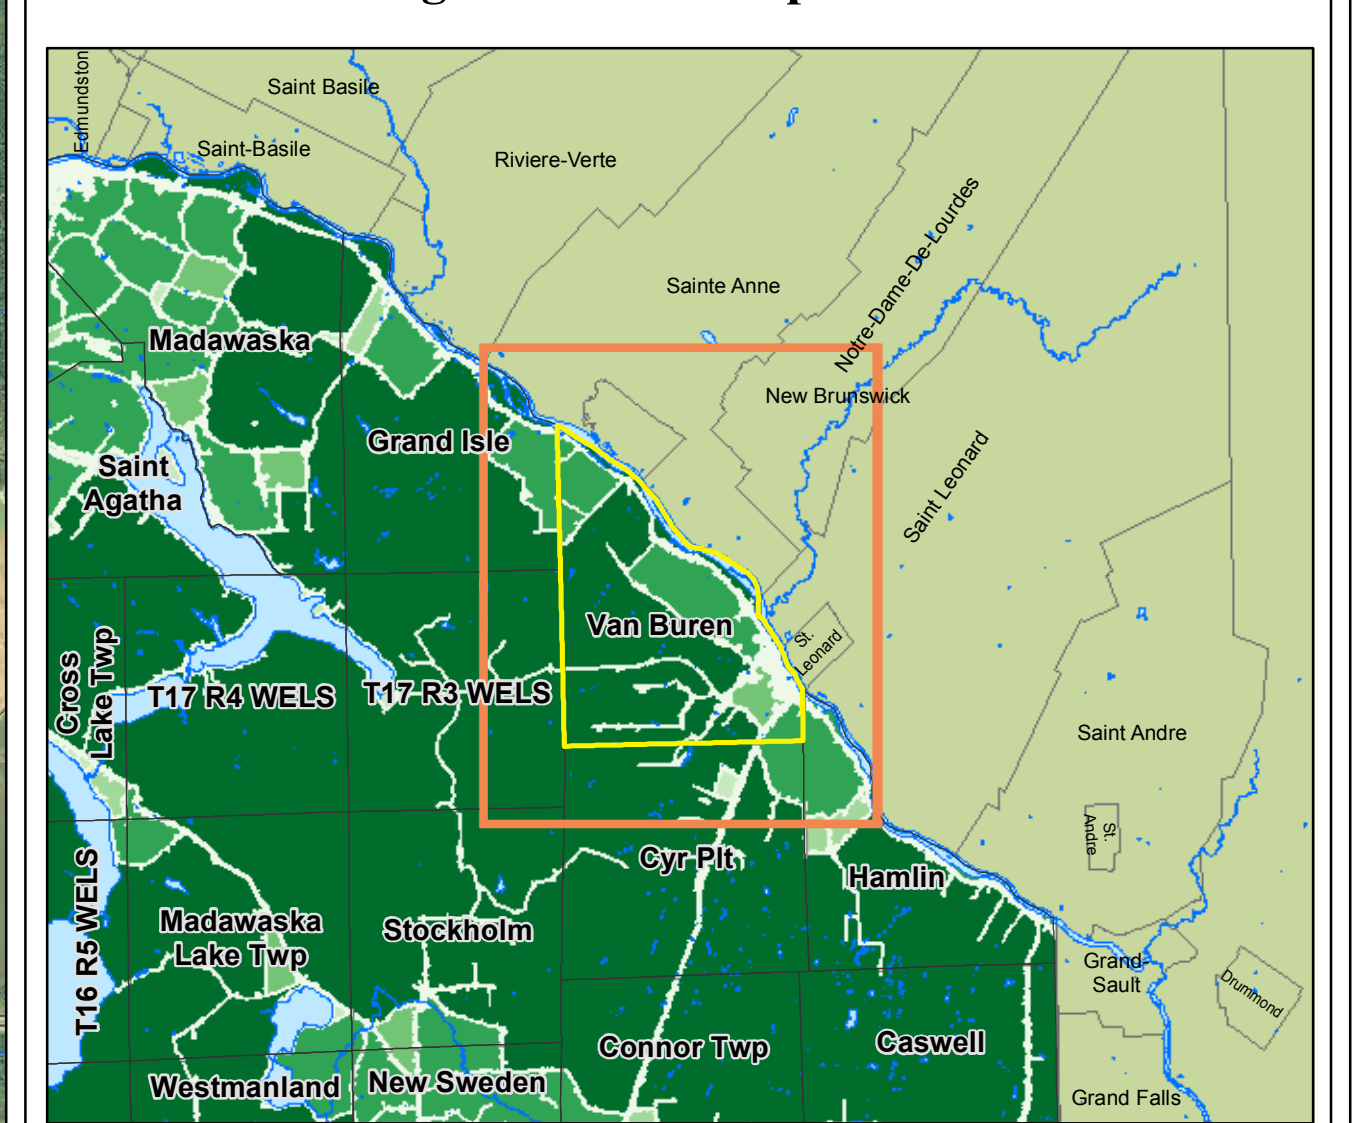 Edmundston
Saint Basile
Saint-Basile
Riviere-Verte
Notre-Dame-De-Lourdes
Sainte Anne
Madawaska
New Brunswick
Grand Isle
Saint Leonard
Saint
Agatha
Van Buren
St.
Leonard
Cross
Lake Twp
T17 R4 WELS
T17 R3 WELS
Saint Andre
St.
Andre
Cyr Plt
Hamlin
T16 R5 WELS
Madawaska
Lake Twp
Stockholm
Grand-
Sault
Drummond
Connor Twp
Caswell
Westmanland
New Sweden
Grand Falls